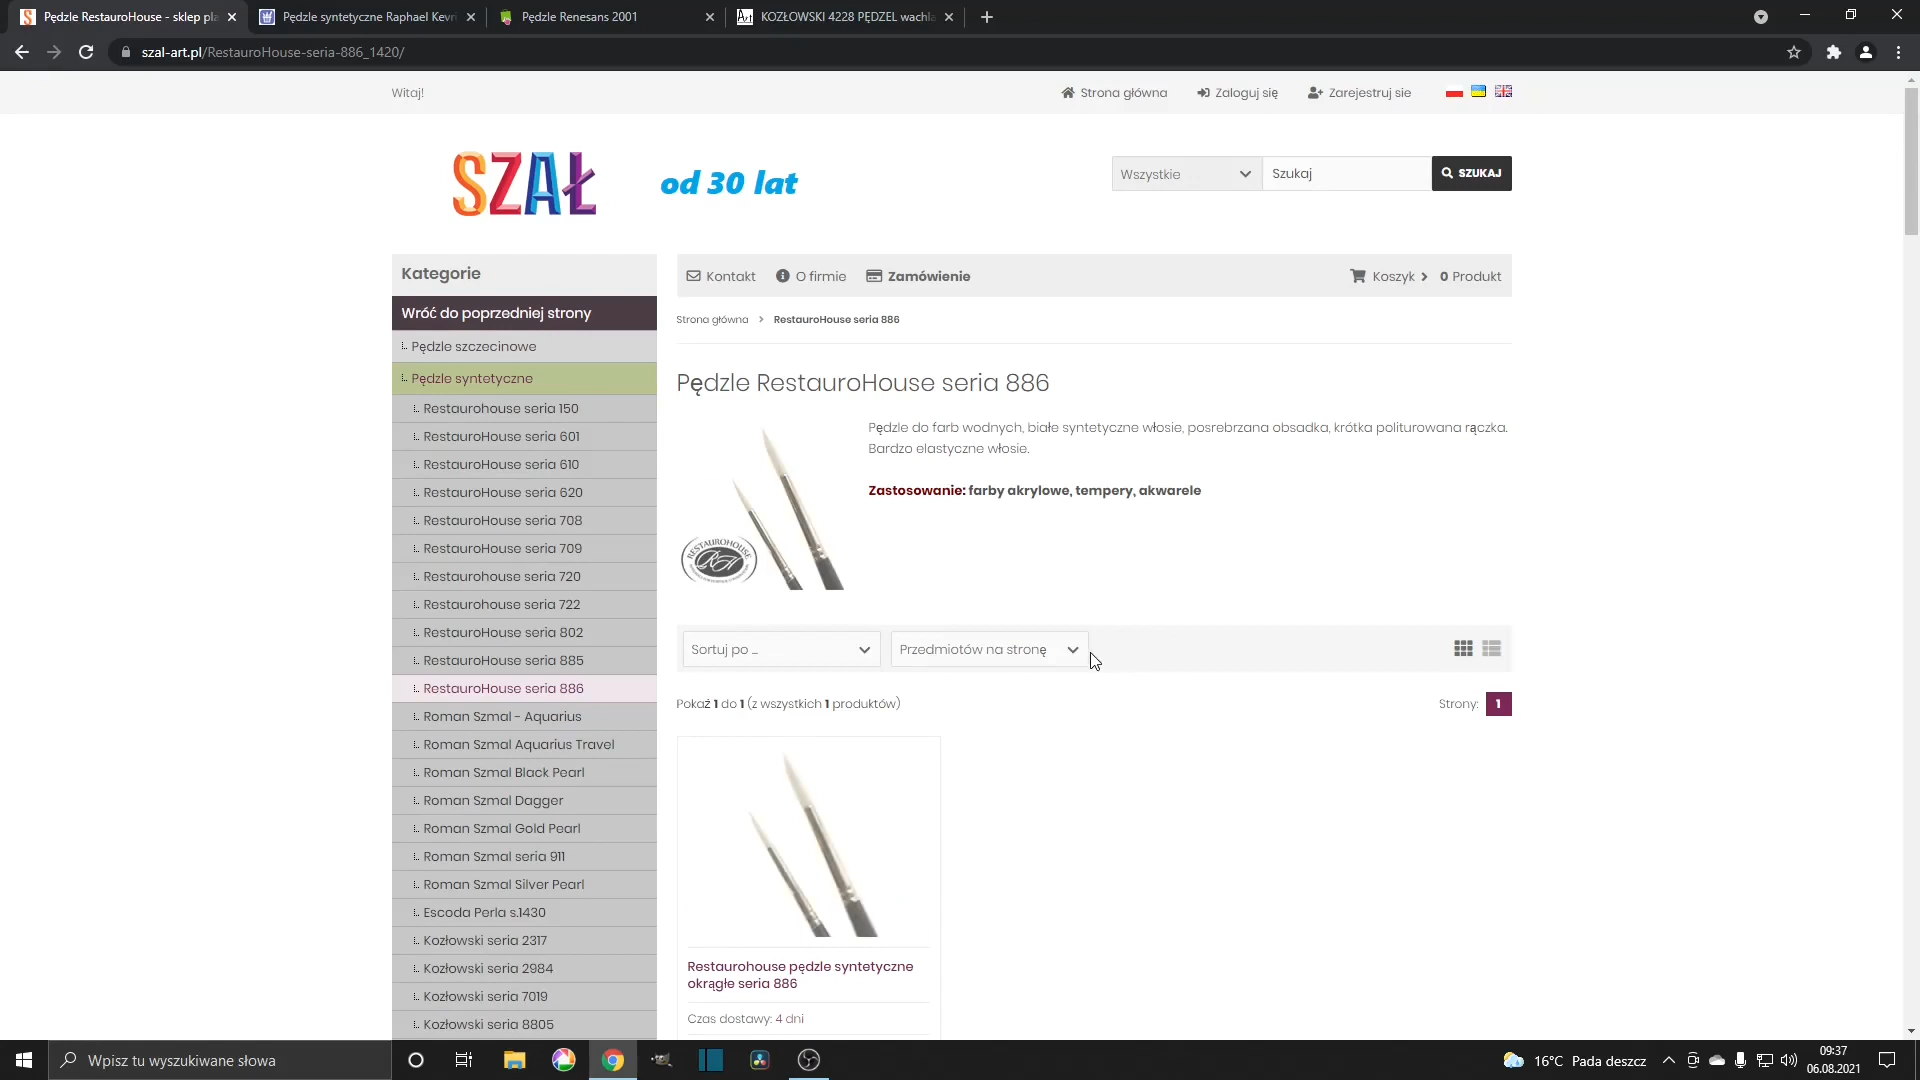 Pędzle RestauroHouse - sklep pla
Pędzle syntetyczne Raphael Kevr
Pędzle Renesans 2001
KOZŁOWSKI 4228 PĘDZEL wachla
szal-art.pl/RestauroHouse-seria-886_1420/
Witaj!
Strona główna
Zaloguj się
Zarejestruj sie
SZAŁ
od 30 lat
Wszystkie
Szukaj
SZUKAJ
Kategorie
Kontakt
O firmie
Zamówienie
Koszyk
0 Produkt
Wróć do poprzedniej strony
Strona główna > RestauroHouse seria 886
Pędzle szczecinowe
Pędzle syntetyczne
Restaurohouse seria 150
RestauroHouse seria 601
RestauroHouse seria 610
RestauroHouse seria 620
RestauroHouse seria 708
RestauroHouse seria 709
Restaurohouse seria 720
Restaurohouse seria 722
RestauroHouse seria 802
RestauroHouse seria 885
RestauroHouse seria 886
Roman Szmal - Aquarius
Roman Szmal Aquarius Travel
Roman Szmal Black Pearl
Roman Szmal Dagger
Roman Szmal Gold Pearl
Roman Szmal seria 911
Roman Szmal Silver Pearl
Escoda Perla s.1430
Kozłowski seria 2317
Kozłowski seria 2984
Kozłowski seria 7019
Kozłowski seria 8805
Pędzle RestauroHouse seria 886
Pędzle do farb wodnych, białe syntetyczne włosie, posrebrzana obsadka, krótka politurowana rączka.
Bardzo elastyczne włosie.
Zastosowanie: farby akrylowe, tempery, akwarele
RESTAUROHOUSE
RH
Sortuj po ...
Przedmiotów na stronę
Pokaż 1 do 1 (z wszystkich 1 produktów)
Strony: 1
Restaurohouse pędzle syntetyczne
okrągłe seria 886
Czas dostawy: 4 dni
Wpisz tu wyszukiwane słowa
16°C Pada deszcz
09:37
06.08.2021